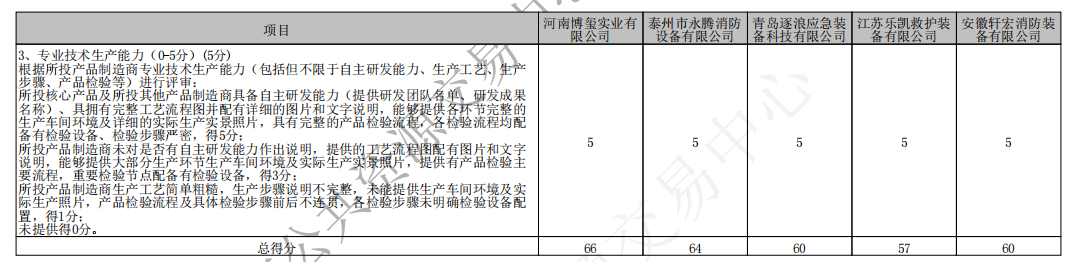 项目
河南博玺实业有
限公司
泰州市永腾消防
设备有限公司
青岛逐浪应急装
备科技有限公司
江苏乐凯救护装
备有限公司
安徽轩宏消防装
备有限公司
3、专业技术生产能力（0-5分）（5分）
根据所投产品制造商专业技术生产能力（包括但不限于自主研发能力、生产工艺、生产
步骤、产品检验等）进行评审：
所投核心产品及所投其他产品制造商具备自主研发能力（提供研发团队名单、研发成果
名称）、具拥有完整工艺流程图并配有详细的图片和文字说明，能够提供各环节完整的
生产车间环境及详细的实际生产实景照片，具有完整的产品检验流程，各检验流程均配
备有检验设备、检验步骤严密，得5分；
所投产品制造商未对是否有自主研发能力作出说明，提供的工艺流程图配有图片和文字
说明，能够提供大部分生产环节生产车间环境及实际生产实景照片，提供有产品检验主
要流程，重要检验节点配备有检验设备，得3分；
所投产品制造商生产工艺简单粗糙，生产步骤说明不完整，未能提供生产车间环境及实
际生产照片，产品检验流程及具体检验步骤前后不连贯，各检验步骤未明确检验设备配
置，得1分；
未提供得0分。
5 5 5 5 5
总得分 66 64 60 57 60
公共资源交易中心
交易中心